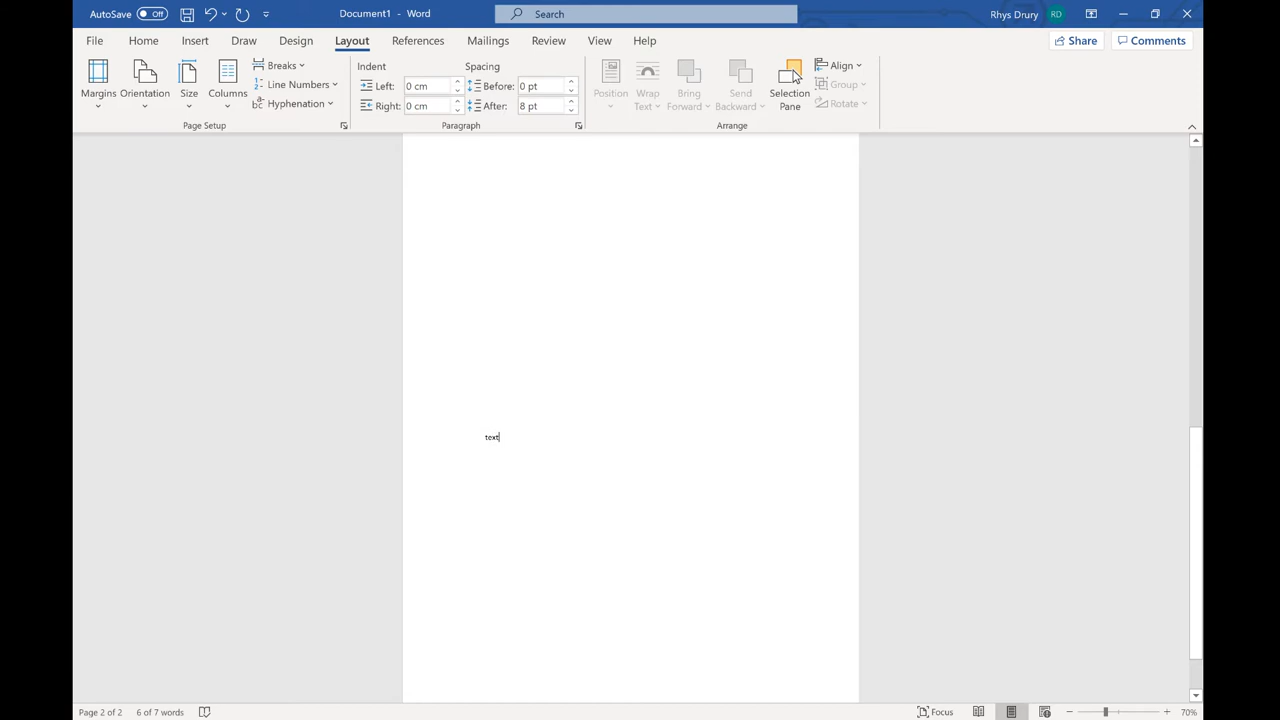 AutoSave Off Document1 - Word Search Rhys Drury RD
File Home Insert Draw Design Layout References Mailings Review View Help Share Comments
Margins Orientation Size Columns
Breaks
Line Numbers
Hyphenation
Page Setup
Indent Spacing
Left: 0 cm Before: 0 pt
Right: 0 cm After: 8 pt
Paragraph
Position
Wrap Text
Bring Forward
Send Backward
Selection Pane
Align
Group
Rotate
Arrange
text
Page 2 of 2 6 of 7 words Focus 70%